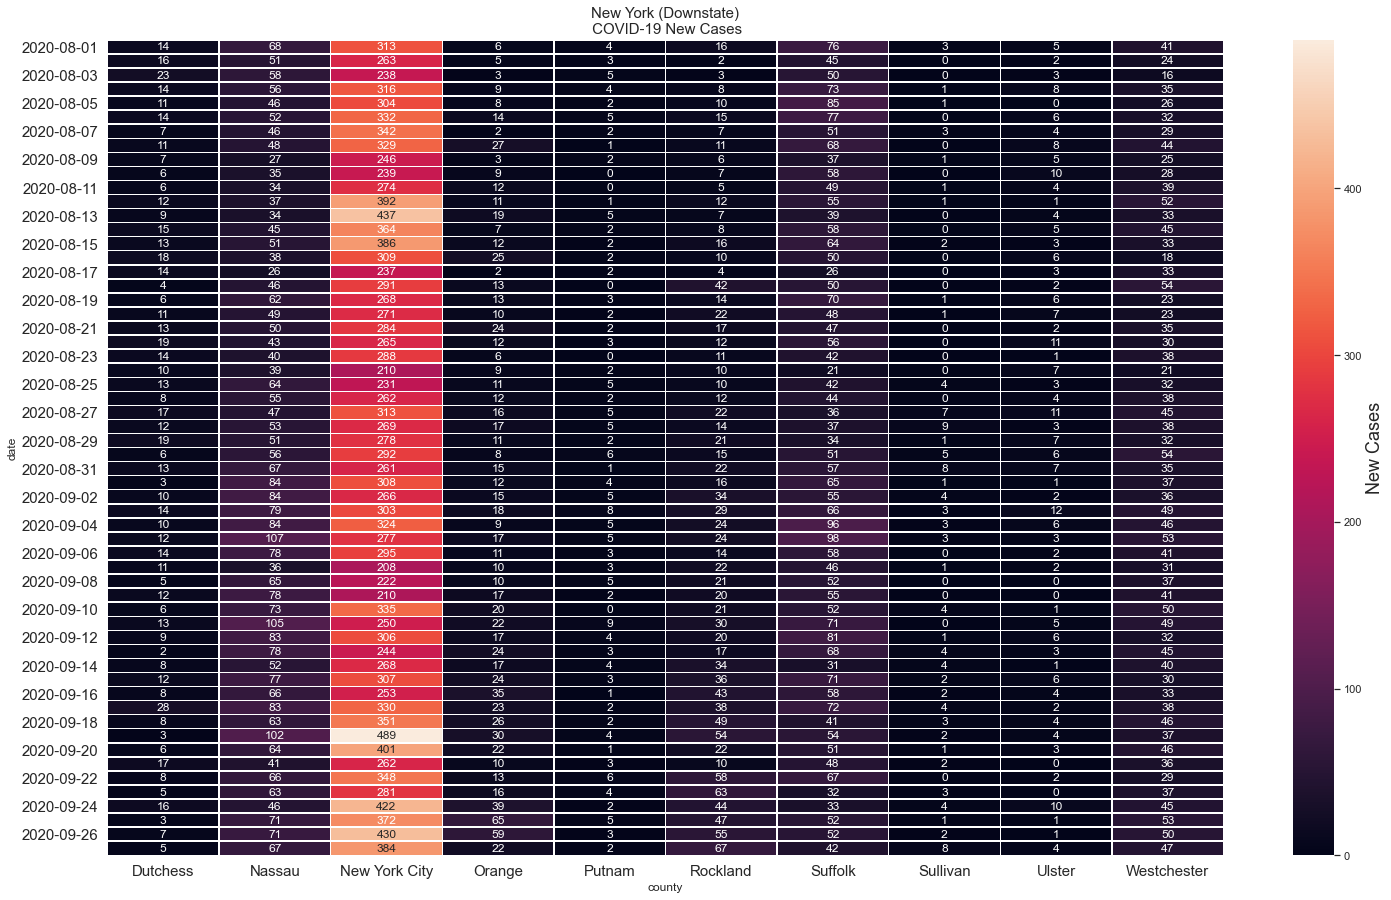 New York (Downstate)
COVID-19 New Cases
2020-08-01 14 68 313 6 4 16 76 3 5 41
16 51 263 5 3 2 45 0 2 24
2020-08-03 23 58 238 3 5 3 50 0 3 16
14 56 316 9 4 8 73 1 8 35
2020-08-05 11 46 304 8 2 10 85 1 0 26
14 52 332 14 5 15 77 0 6 32
2020-08-07 7 46 342 2 2 7 51 3 4 29
11 48 329 27 1 11 68 0 8 44
2020-08-09 7 27 246 3 2 6 37 1 5 25
6 35 239 9 0 7 58 0 10 28
2020-08-11 6 34 274 12 0 5 49 1 4 39
12 37 392 11 1 12 55 1 1 52
2020-08-13 9 34 437 19 5 7 39 0 4 33
15 45 364 7 2 8 58 0 5 45
2020-08-15 13 51 386 12 2 16 64 2 3 33
18 38 309 25 2 10 50 0 6 18
2020-08-17 14 26 237 2 2 4 26 0 3 33
4 46 291 13 0 42 50 0 2 54
2020-08-19 6 62 268 13 3 14 70 1 6 23
11 49 271 10 2 22 48 1 7 23
2020-08-21 13 50 284 24 2 17 47 0 2 35
19 43 265 12 3 12 56 0 11 30
2020-08-23 14 40 288 6 0 11 42 0 1 38
10 39 210 9 2 10 21 0 7 21
2020-08-25 13 64 231 11 5 10 42 4 3 32
8 55 262 12 2 12 44 0 4 38
2020-08-27 17 47 313 16 5 22 36 7 11 45
12 53 269 17 5 14 37 9 3 38
2020-08-29 19 51 278 11 2 21 34 1 7 32
6 56 292 8 6 15 51 5 6 54
2020-08-31 13 67 261 15 1 22 57 8 7 35
3 84 308 12 4 16 65 1 1 37
2020-09-02 10 84 266 15 5 34 55 4 2 36
14 79 303 18 8 29 66 3 12 49
2020-09-04 10 84 324 9 5 24 96 3 6 46
12 107 277 17 5 24 98 3 3 53
2020-09-06 14 78 295 11 3 14 58 0 2 41
11 36 208 10 3 22 46 1 2 31
2020-09-08 5 65 222 10 5 21 52 0 0 37
12 78 210 17 2 20 55 0 0 41
2020-09-10 6 73 335 20 0 21 52 4 1 50
13 105 250 22 9 30 71 0 5 49
2020-09-12 9 83 306 17 4 20 81 1 6 32
2 78 244 24 3 17 68 4 3 45
2020-09-14 8 52 268 17 4 34 31 4 1 40
12 77 307 24 3 36 71 2 6 30
2020-09-16 8 66 253 35 1 43 58 2 4 33
28 83 330 23 2 38 72 4 2 38
2020-09-18 8 63 351 26 2 49 41 3 4 46
3 102 489 30 4 54 54 2 4 37
2020-09-20 6 64 401 22 1 22 51 1 3 46
17 41 262 10 3 10 48 2 0 36
2020-09-22 8 66 348 13 6 58 67 0 2 29
5 63 281 16 4 63 32 3 0 37
2020-09-24 16 46 422 39 2 44 33 4 10 45
3 71 372 65 5 47 52 1 1 53
2020-09-26 7 71 430 59 3 55 52 2 1 50
5 67 384 22 2 67 42 8 4 47
Dutchess Nassau New York City Orange Putnam Rockland Suffolk Sullivan Ulster Westchester
county
date
400
300
200
100
0
New Cases